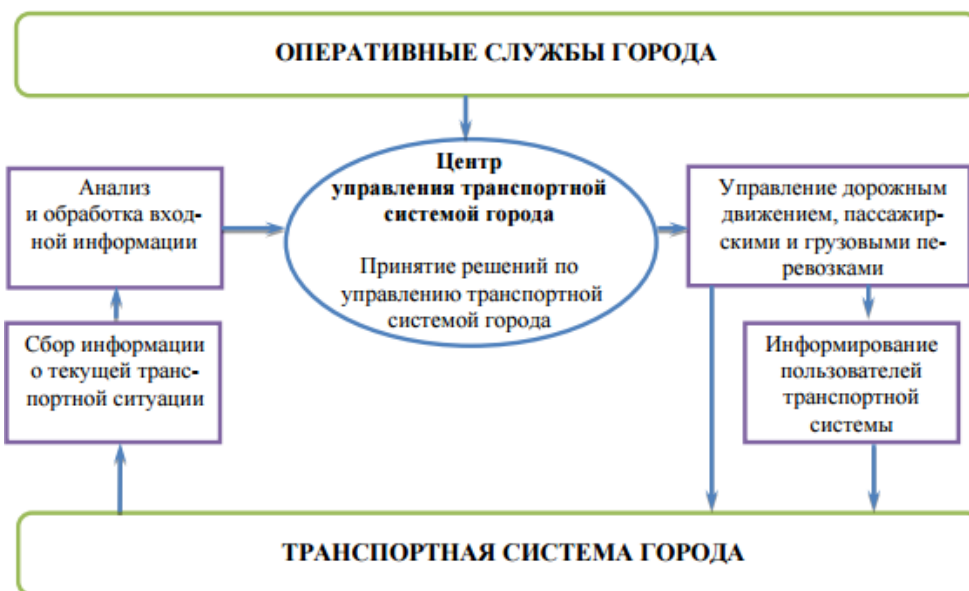 ОПЕРАТИВНЫЕ СЛУЖБЫ ГОРОДА
Анализ
и обработка вход-
ной информации
Сбор информации
о текущей транс-
портной ситуации
Центр
управления транспортной
системой города
Принятие решений по
управлению транспортной
системой города
Управление дорожным
движением, пассажир-
скими и грузовыми пе-
ревозками
Информирование
пользователей
транспортной
системы
ТРАНСПОРТНАЯ СИСТЕМА ГОРОДА